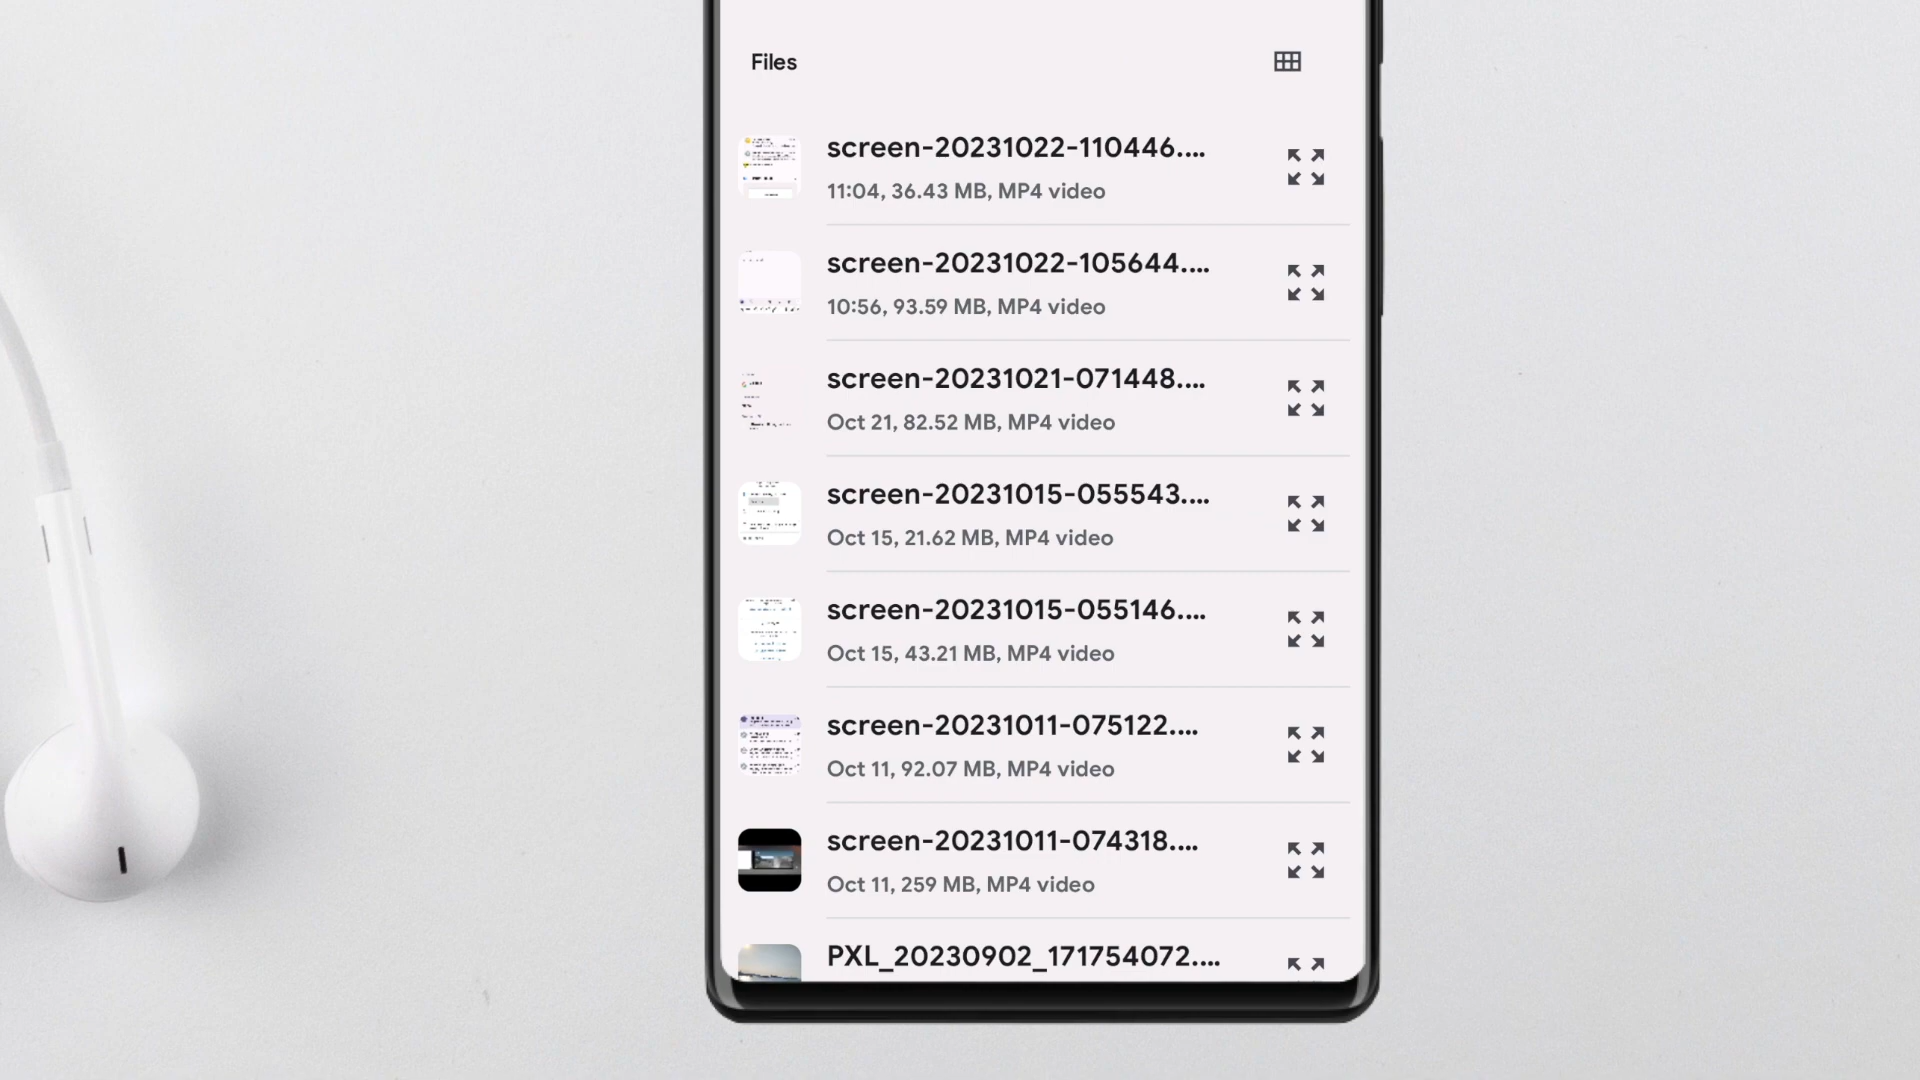 Files
screen-20231022-110446....
11:04, 36.43 MB, MP4 video
screen-20231022-105644....
10:56, 93.59 MB, MP4 video
screen-20231021-071448....
Oct 21, 82.52 MB, MP4 video
screen-20231015-055543....
Oct 15, 21.62 MB, MP4 video
screen-20231015-055146....
Oct 15, 43.21 MB, MP4 video
screen-20231011-075122....
Oct 11, 92.07 MB, MP4 video
screen-20231011-074318....
Oct 11, 259 MB, MP4 video
PXL_20230902_171754072....